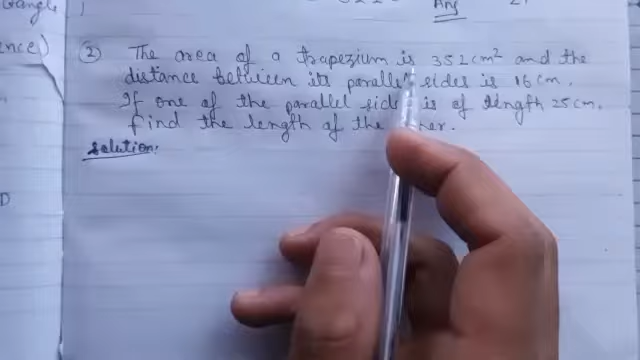 Ans
② The area of a trapezium is 352 cm² and the
distance between its parallel sides is 16 cm.
If one of the parallel side is of length 25 cm.
Find the length of the
Solution: